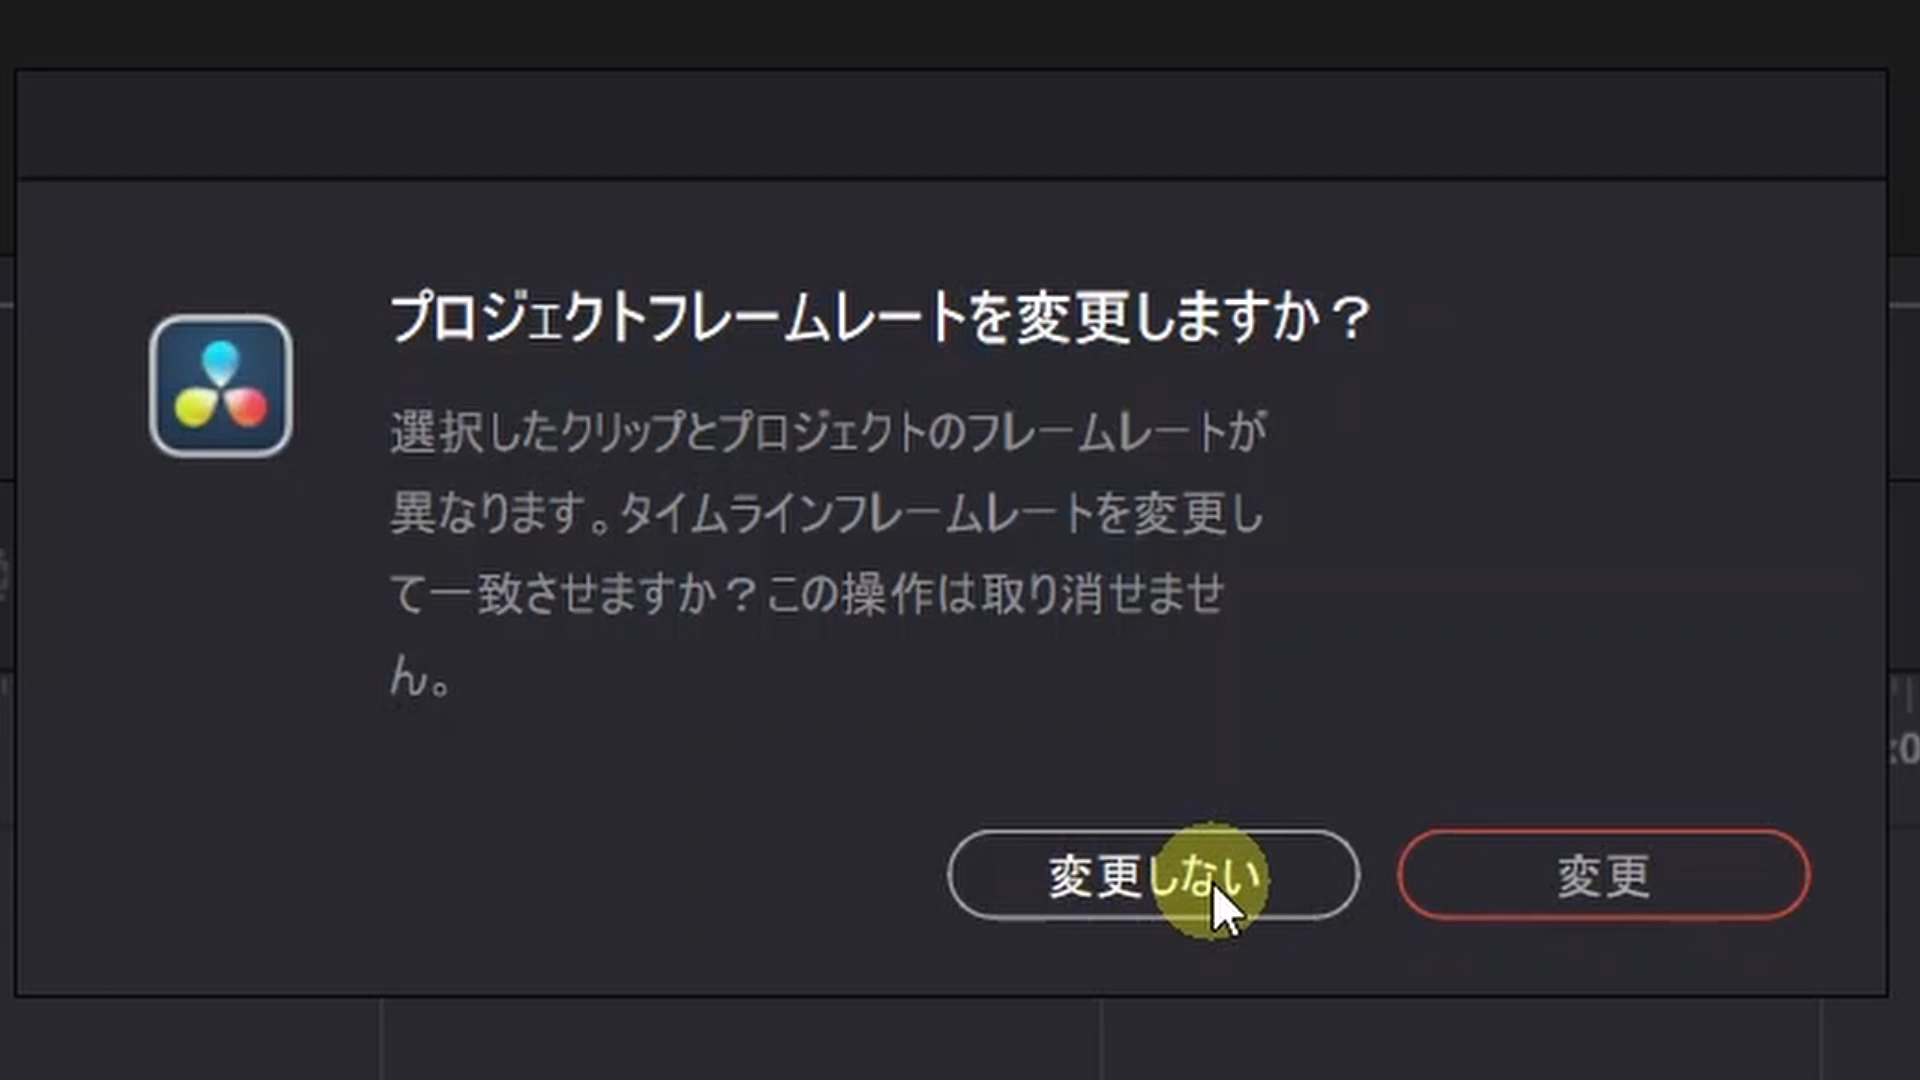 プロジェクトフレームレートを変更しますか？
選択したクリップとプロジェクトのフレームレートが
異なります。タイムラインフレームレートを変更し
て一致させますか？この操作は取り消せませ
ん。
変更しない
変更